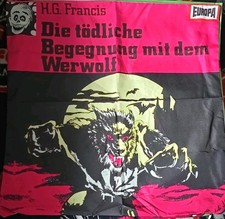 H.G. Francis
EUROPA
Die tödliche
Begegnung mit dem
Werwolf